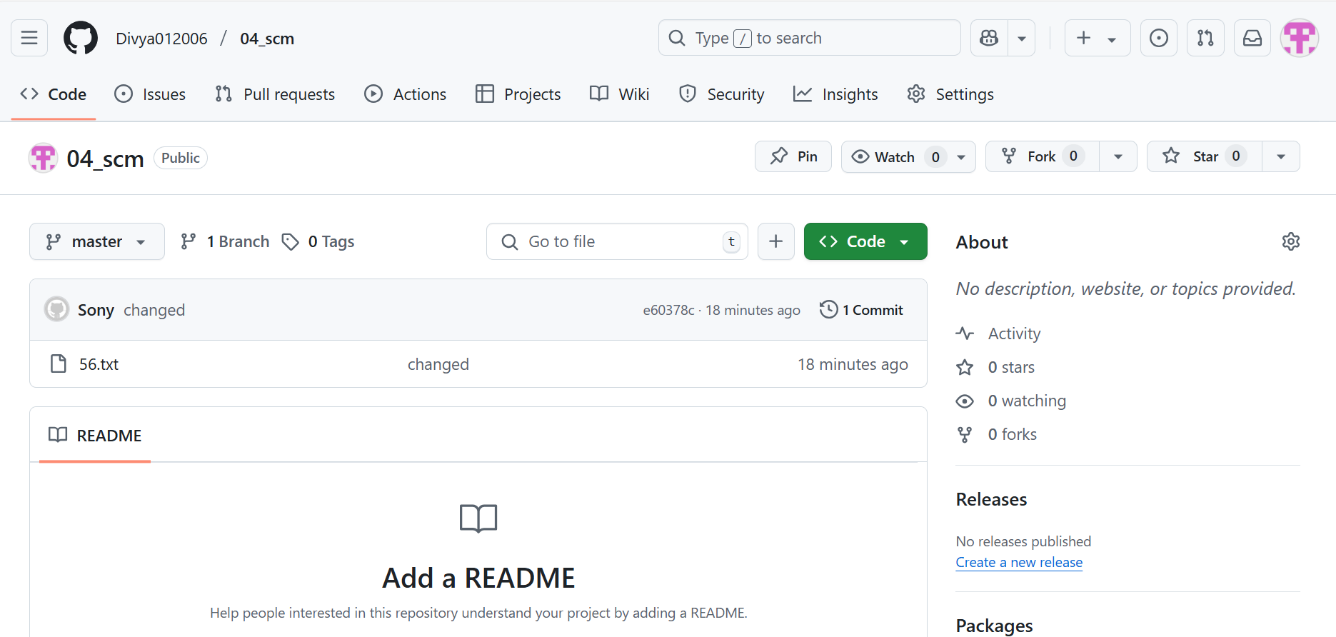 Divya012006 / 04_scm
Type / to search
Code Issues Pull requests Actions Projects Wiki Security Insights Settings
04_scm Public
Pin Watch 0 Fork 0 Star 0
master 1 Branch 0 Tags Go to file t Code
Sony changed e60378c · 18 minutes ago 1 Commit
56.txt changed 18 minutes ago
README
Add a README
Help people interested in this repository understand your project by adding a README.
About
No description, website, or topics provided.
Activity
0 stars
0 watching
0 forks
Releases
No releases published
Create a new release
Packages